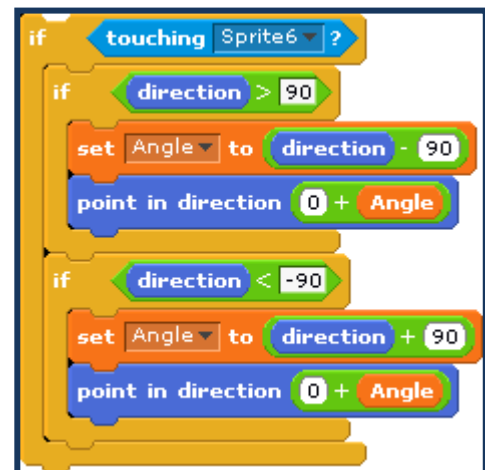 if touching Sprite6 ?
if direction > 90
set Angle to direction - 90
point in direction 0 + Angle
if direction < -90
set Angle to direction + 90
point in direction 0 + Angle